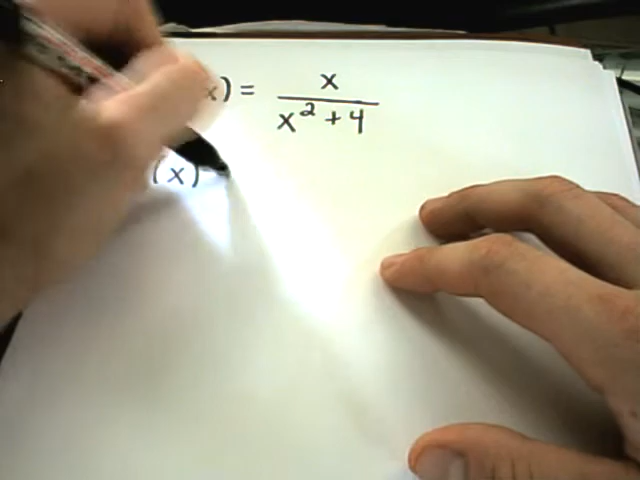 x) = x / x² + 4
(x)